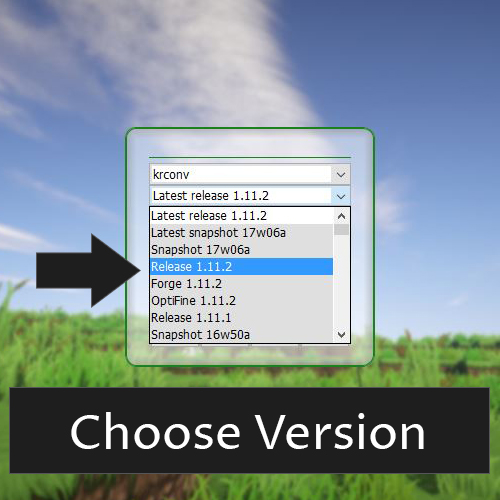 krconv
Latest release 1.11.2
Latest release 1.11.2
Latest snapshot 17w06a
Snapshot 17w06a
Release 1.11.2
Forge 1.11.2
OptiFine 1.11.2
Release 1.11.1
Snapshot 16w50a
Choose Version